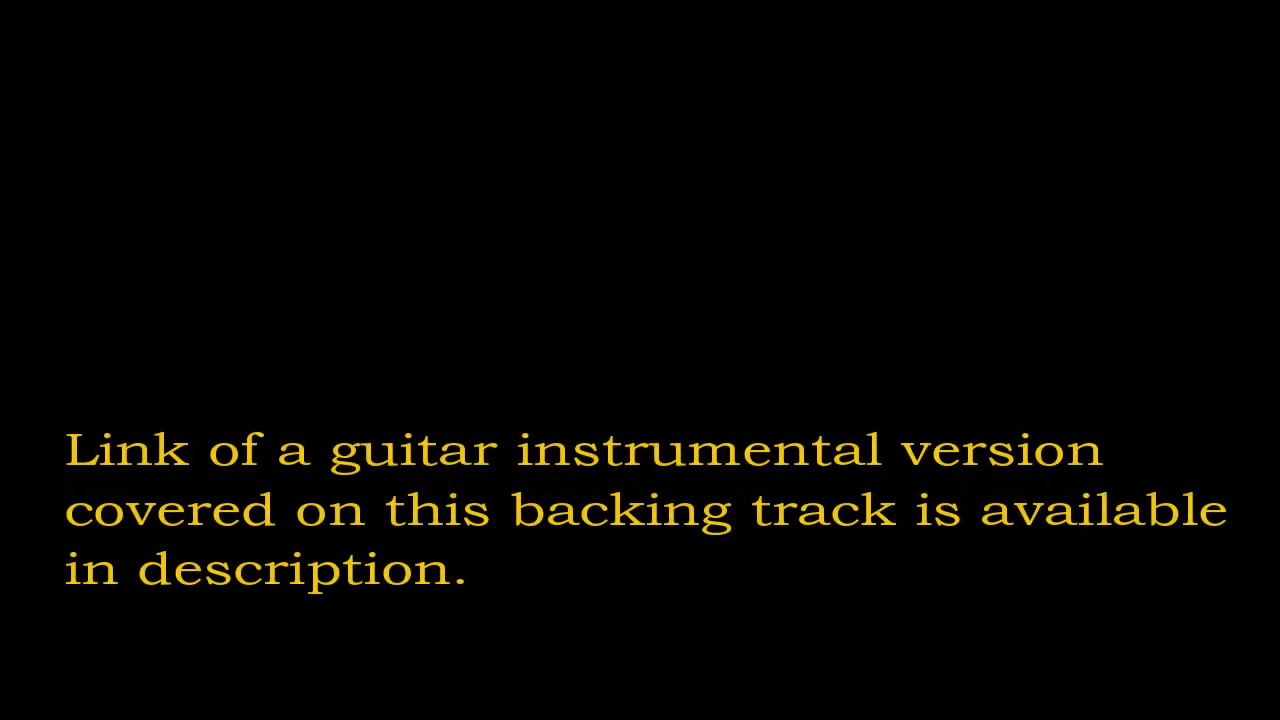 Link of a guitar instrumental version
covered on this backing track is available
in description.